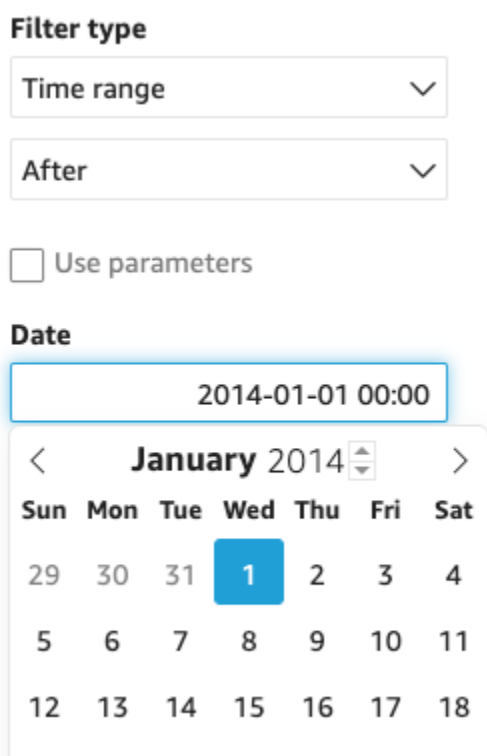 Filter type
Time range
After
Use parameters
Date
2014-01-01 00:00
January 2014
Sun Mon Tue Wed Thu Fri Sat
29 30 31 1 2 3 4
5 6 7 8 9 10 11
12 13 14 15 16 17 18